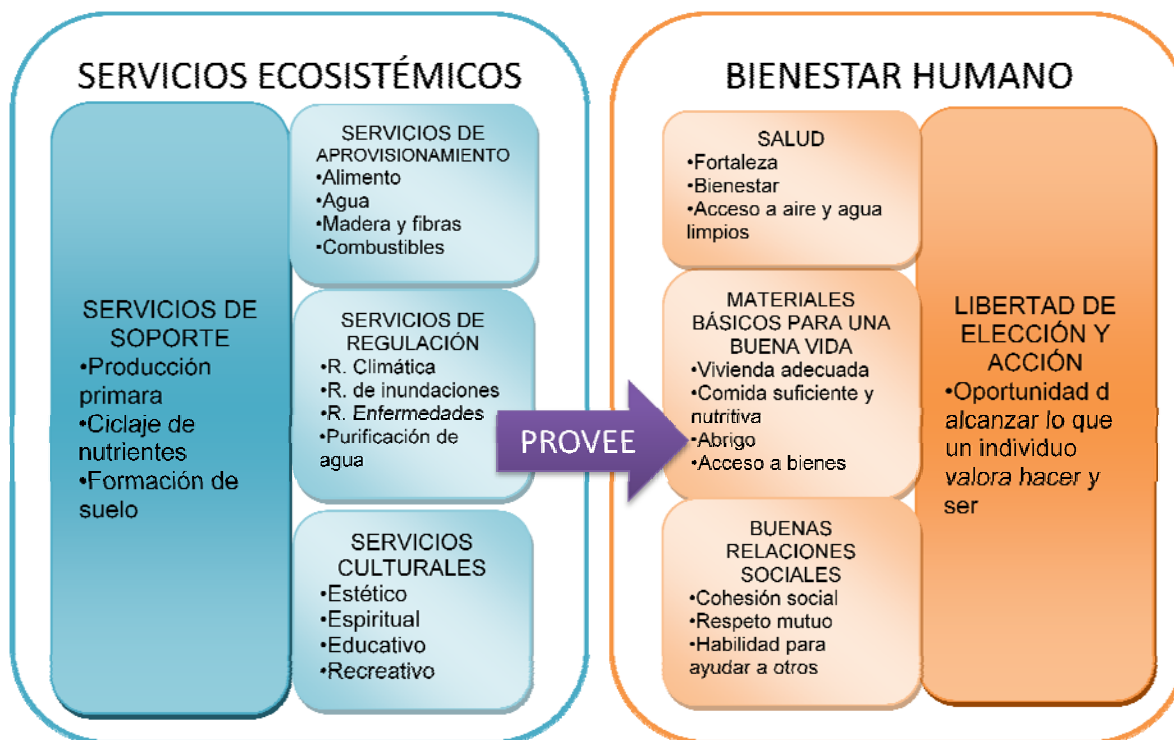 SERVICIOS ECOSISTÉMICOS
SERVICIOS DE
SOPORTE
•Producción
primara
•Ciclaje de
nutrientes
•Formación de
suelo
SERVICIOS DE
APROVISIONAMIENTO
•Alimento
•Agua
•Madera y fibras
•Combustibles
SERVICIOS DE
REGULACIÓN
•R. Climática
•R. de inundaciones
•R. Enfermedades
•Purificación de
agua
SERVICIOS
CULTURALES
•Estético
•Espiritual
•Educativo
•Recreativo
PROVEE
BIENESTAR HUMANO
SALUD
•Fortaleza
•Bienestar
•Acceso a aire y agua
limpios
MATERIALES
BÁSICOS PARA UNA
BUENA VIDA
•Vivienda adecuada
•Comida suficiente y
nutritiva
•Abrigo
•Acceso a bienes
BUENAS
RELACIONES
SOCIALES
•Cohesión social
•Respeto mutuo
•Habilidad para
ayudar a otros
LIBERTAD DE
ELECCIÓN Y
ACCIÓN
•Oportunidad d
alcanzar lo que
un individuo
valora hacer y
ser